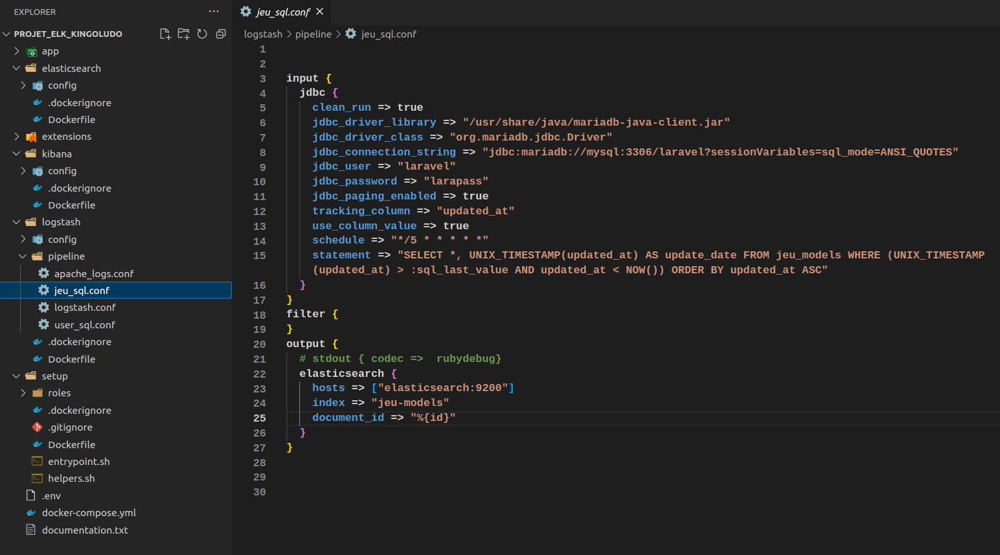 EXPLORER
PROJET_ELK_KINGOLUDO
app
elasticsearch
config
.dockerignore
Dockerfile
extensions
kibana
config
.dockerignore
Dockerfile
logstash
config
pipeline
apache_logs.conf
jeu_sql.conf
logstash.conf
user_sql.conf
.dockerignore
Dockerfile
setup
roles
.dockerignore
.gitignore
Dockerfile
entrypoint.sh
helpers.sh
.env
docker-compose.yml
documentation.txt
jeu_sql.conf
logstash > pipeline > jeu_sql.conf
1
2
3 input {
4 jdbc {
5 clean_run => true
6 jdbc_driver_library => "/usr/share/java/mariadb-java-client.jar"
7 jdbc_driver_class => "org.mariadb.jdbc.Driver"
8 jdbc_connection_string => "jdbc:mariadb://mysql:3306/laravel?sessionVariables=sql_mode=ANSI_QUOTES"
9 jdbc_user => "laravel"
10 jdbc_password => "larapass"
11 jdbc_paging_enabled => true
12 tracking_column => "updated_at"
13 use_column_value => true
14 schedule => "*/5 * * * * *"
15 statement => "SELECT *, UNIX_TIMESTAMP(updated_at) AS update_date FROM jeu_models WHERE (UNIX_TIMESTAMP
(updated_at) > :sql_last_value AND updated_at < NOW()) ORDER BY updated_at ASC"
16 }
17 }
18 filter {
19 }
20 output {
21 # stdout { codec =>  rubydebug}
22 elasticsearch {
23 hosts => ["elasticsearch:9200"]
24 index => "jeu-models"
25 document_id => "%{id}"
26 }
27 }
28
29
30